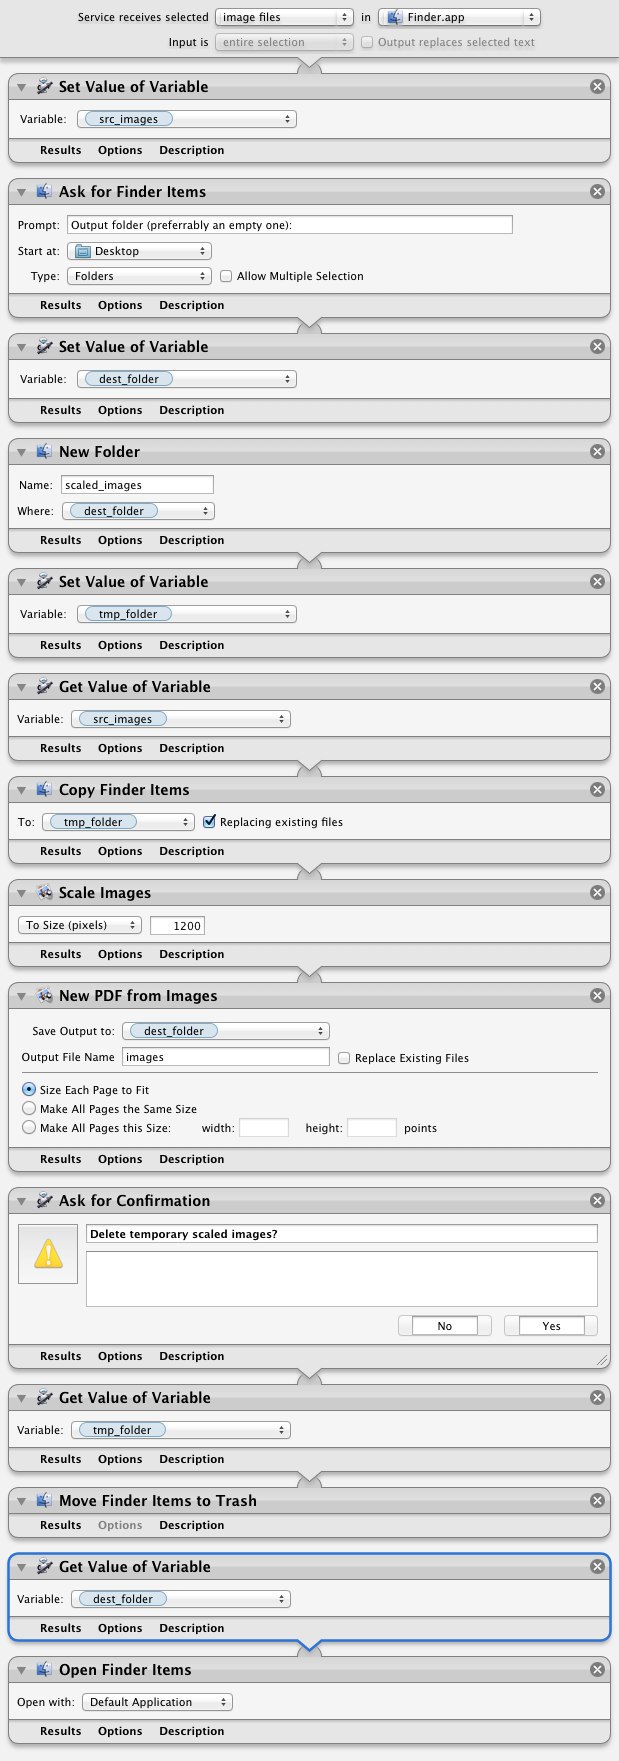 Service receives selected image files in Finder.app
Input is entire selection Output replaces selected text
Set Value of Variable
Variable: src_images
Results Options Description
Ask for Finder Items
Prompt: Output folder (preferrably an empty one):
Start at: Desktop
Type: Folders Allow Multiple Selection
Results Options Description
Set Value of Variable
Variable: dest_folder
Results Options Description
New Folder
Name: scaled_images
Where: dest_folder
Results Options Description
Set Value of Variable
Variable: tmp_folder
Results Options Description
Get Value of Variable
Variable: src_images
Results Options Description
Copy Finder Items
To: tmp_folder Replacing existing files
Results Options Description
Scale Images
To Size (pixels) 1200
Results Options Description
New PDF from Images
Save Output to: dest_folder
Output File Name images Replace Existing Files
Size Each Page to Fit
Make All Pages the Same Size
Make All Pages this Size: width: height: points
Results Options Description
Ask for Confirmation
Delete temporary scaled images?
No Yes
Results Options Description
Get Value of Variable
Variable: tmp_folder
Results Options Description
Move Finder Items to Trash
Results Options Description
Get Value of Variable
Variable: dest_folder
Results Options Description
Open Finder Items
Open with: Default Application
Results Options Description